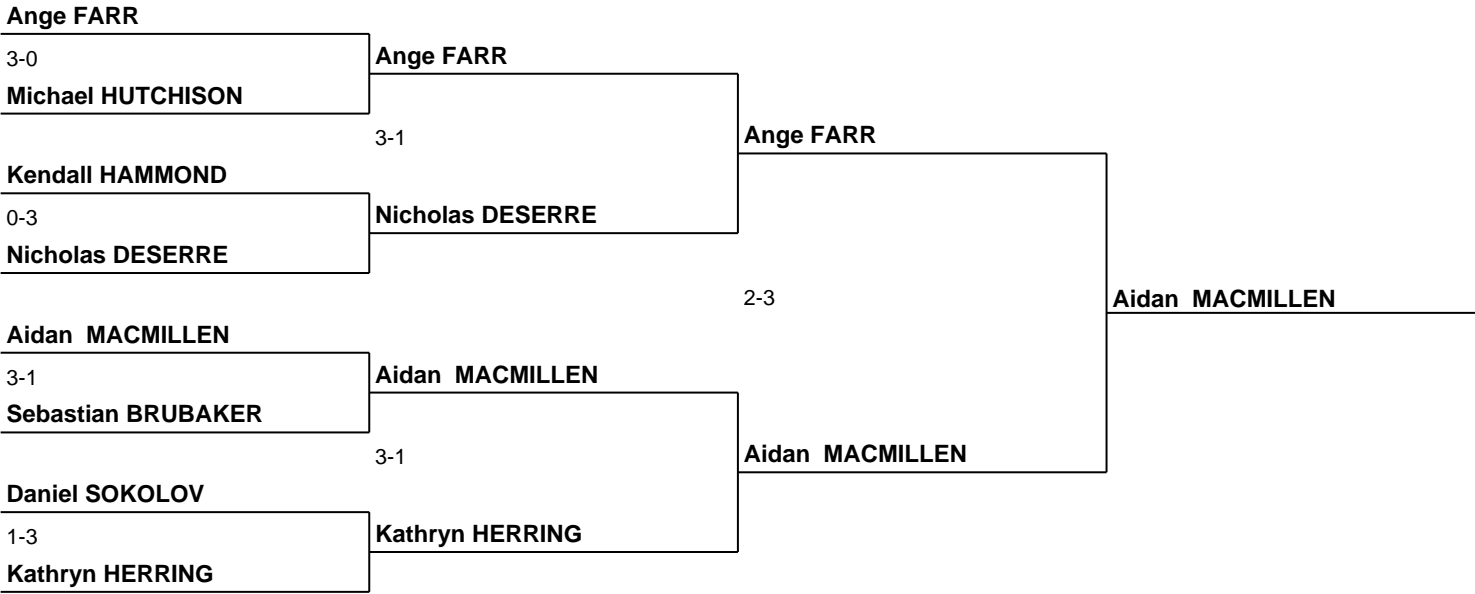 Ange FARR
3-0
Michael HUTCHISON
Kendall HAMMOND
0-3
Nicholas DESERRE
Aidan  MACMILLEN
3-1
Sebastian BRUBAKER
Daniel SOKOLOV
1-3
Kathryn HERRING
Ange FARR
3-1
Nicholas DESERRE
Aidan  MACMILLEN
3-1
Kathryn HERRING
Ange FARR
2-3
Aidan  MACMILLEN
Aidan  MACMILLEN